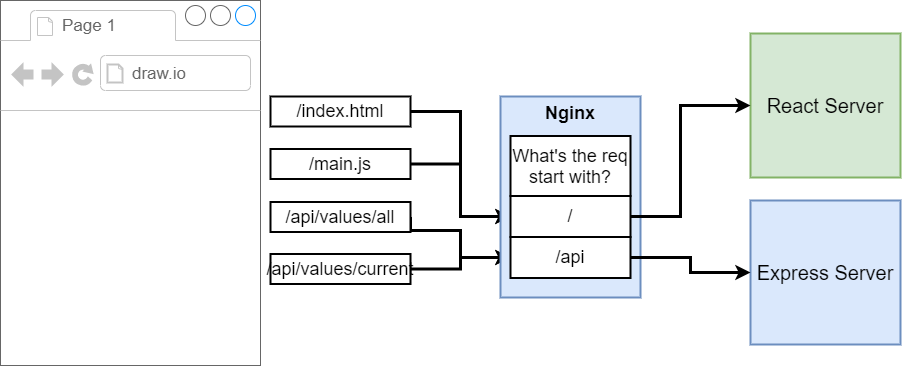 Page 1
draw.io
/index.html
/main.js
/api/values/all
/api/values/current
Nginx
What's the req
start with?
/
/api
React Server
Express Server